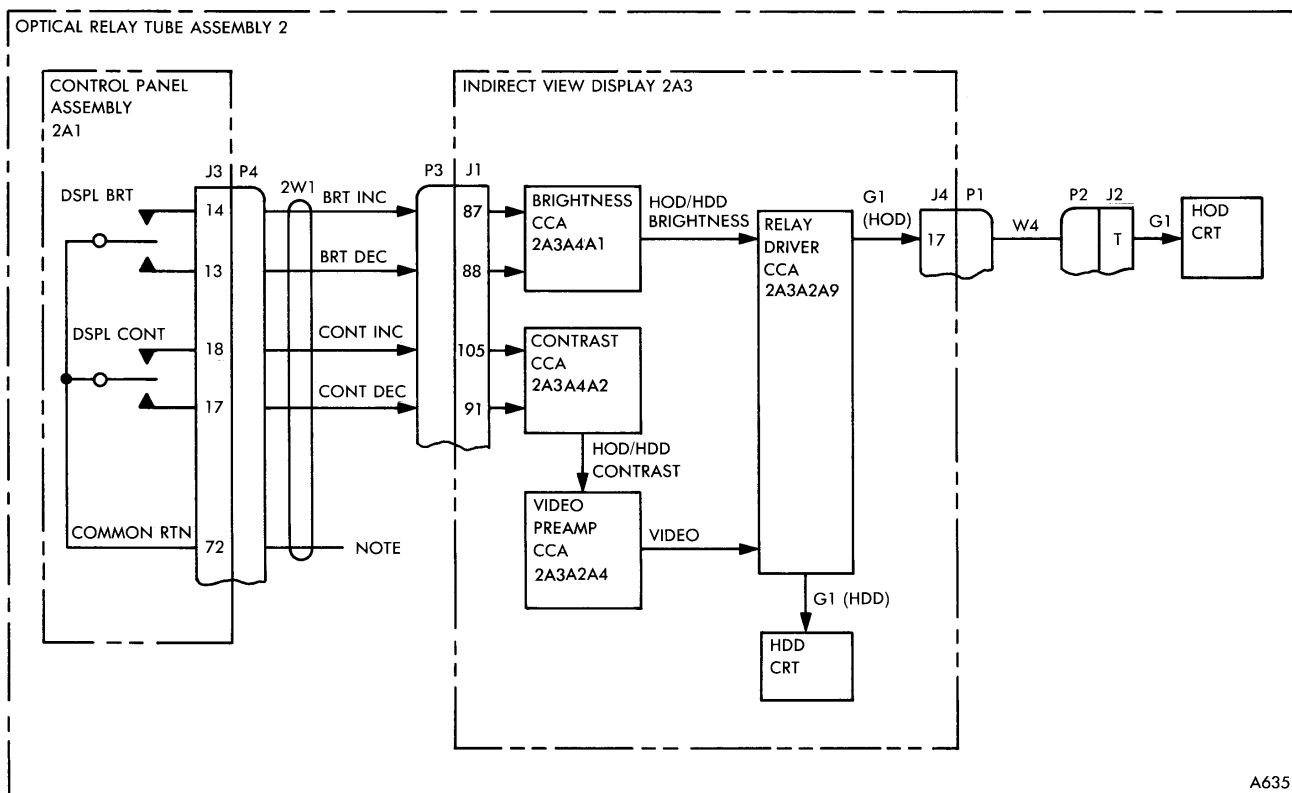 OPTICAL RELAY TUBE ASSEMBLY 2
CONTROL PANEL
ASSEMBLY
2A1
INDIRECT VIEW DISPLAY 2A3
J3
P4
2W1
P3
J1
DSPL BRT
14
BRT INC
87
13
BRT DEC
88
BRIGHTNESS
CCA
2A3A4A1
HOD/HDD
BRIGHTNESS
RELAY
DRIVER
CCA
2A3A2A9
G1
(HOD)
J4
P1
17
W4
P2
J2
T
G1
HOD
CRT
DSPL CONT
18
CONT INC
105
17
CONT DEC
91
CONTRAST
CCA
2A3A4A2
HOD/HDD
CONTRAST
VIDEO
PREAMP
CCA
2A3A2A4
VIDEO
COMMON RTN
72
NOTE
G1 (HDD)
HDD
CRT
A635